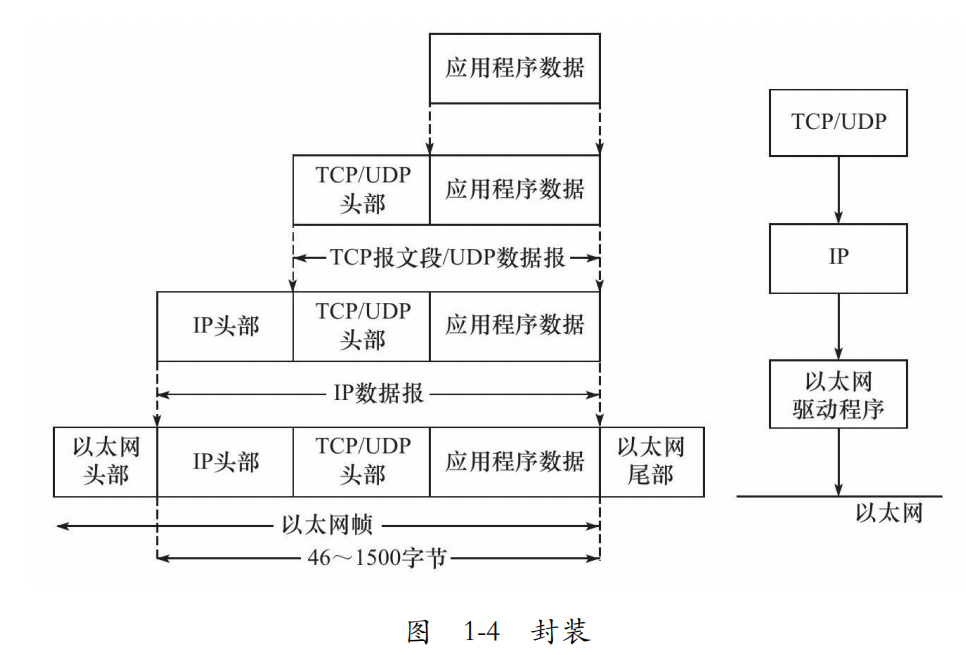 应用程序数据
TCP/UDP
头部
应用程序数据
TCP报文段/UDP数据报
IP头部
TCP/UDP
头部
应用程序数据
IP数据报
以太网
头部
IP头部
TCP/UDP
头部
应用程序数据
以太网
尾部
以太网帧
46～1500字节
TCP/UDP
IP
以太网
驱动程序
以太网
图 1-4 封装